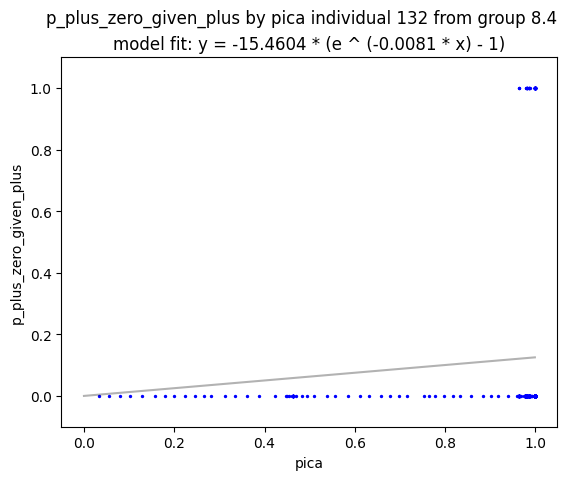 p_plus_zero_given_plus by pica individual 132 from group 8.4
model fit: y = -15.4604 * (e ^ (-0.0081 * x) - 1)
p_plus_zero_given_plus
1.0
0.8
0.6
0.4
0.2
0.0
0.0 0.2 0.4 0.6 0.8 1.0
pica